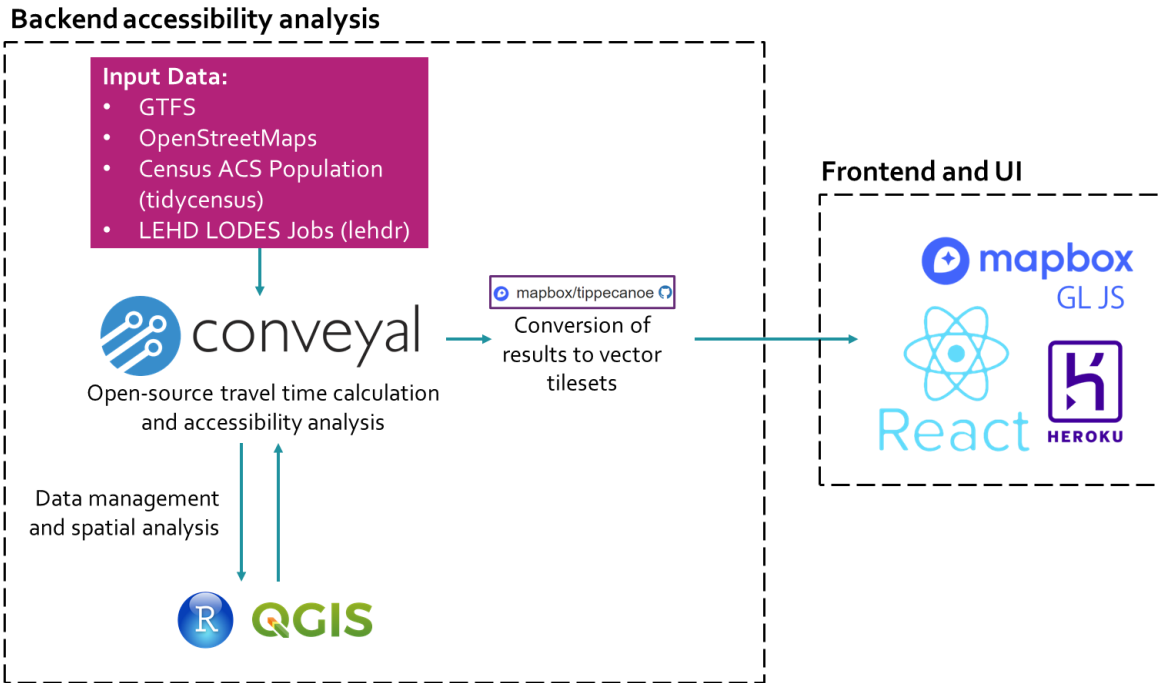 Backend accessibility analysis
Input Data:
• GTFS
• OpenStreetMaps
• Census ACS Population
(tidycensus)
• LEHD LODES Jobs (lehdr)
Frontend and UI
mapbox
GL JS
mapbox/tippecanoe
conveyal
Conversion of
results to vector
tilesets
Open-source travel time calculation
and accessibility analysis
React
HEROKU
Data management
and spatial analysis
R
QGIS